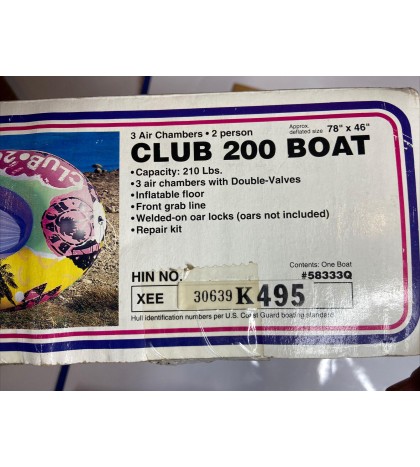 3 Air Chambers • 2 person
Approx. deflated size 78" x 46"
CLUB 200 BOAT
•Capacity: 210 Lbs.
•3 air chambers with Double-Valves
•Inflatable floor
•Front grab line
•Welded-on oar locks (oars not included)
•Repair kit
Contents: One Boat
HIN NO.
#58333Q
XEE 30639 K495
Hull identification numbers per U.S. Coast Guard boating standard
CLUB 20